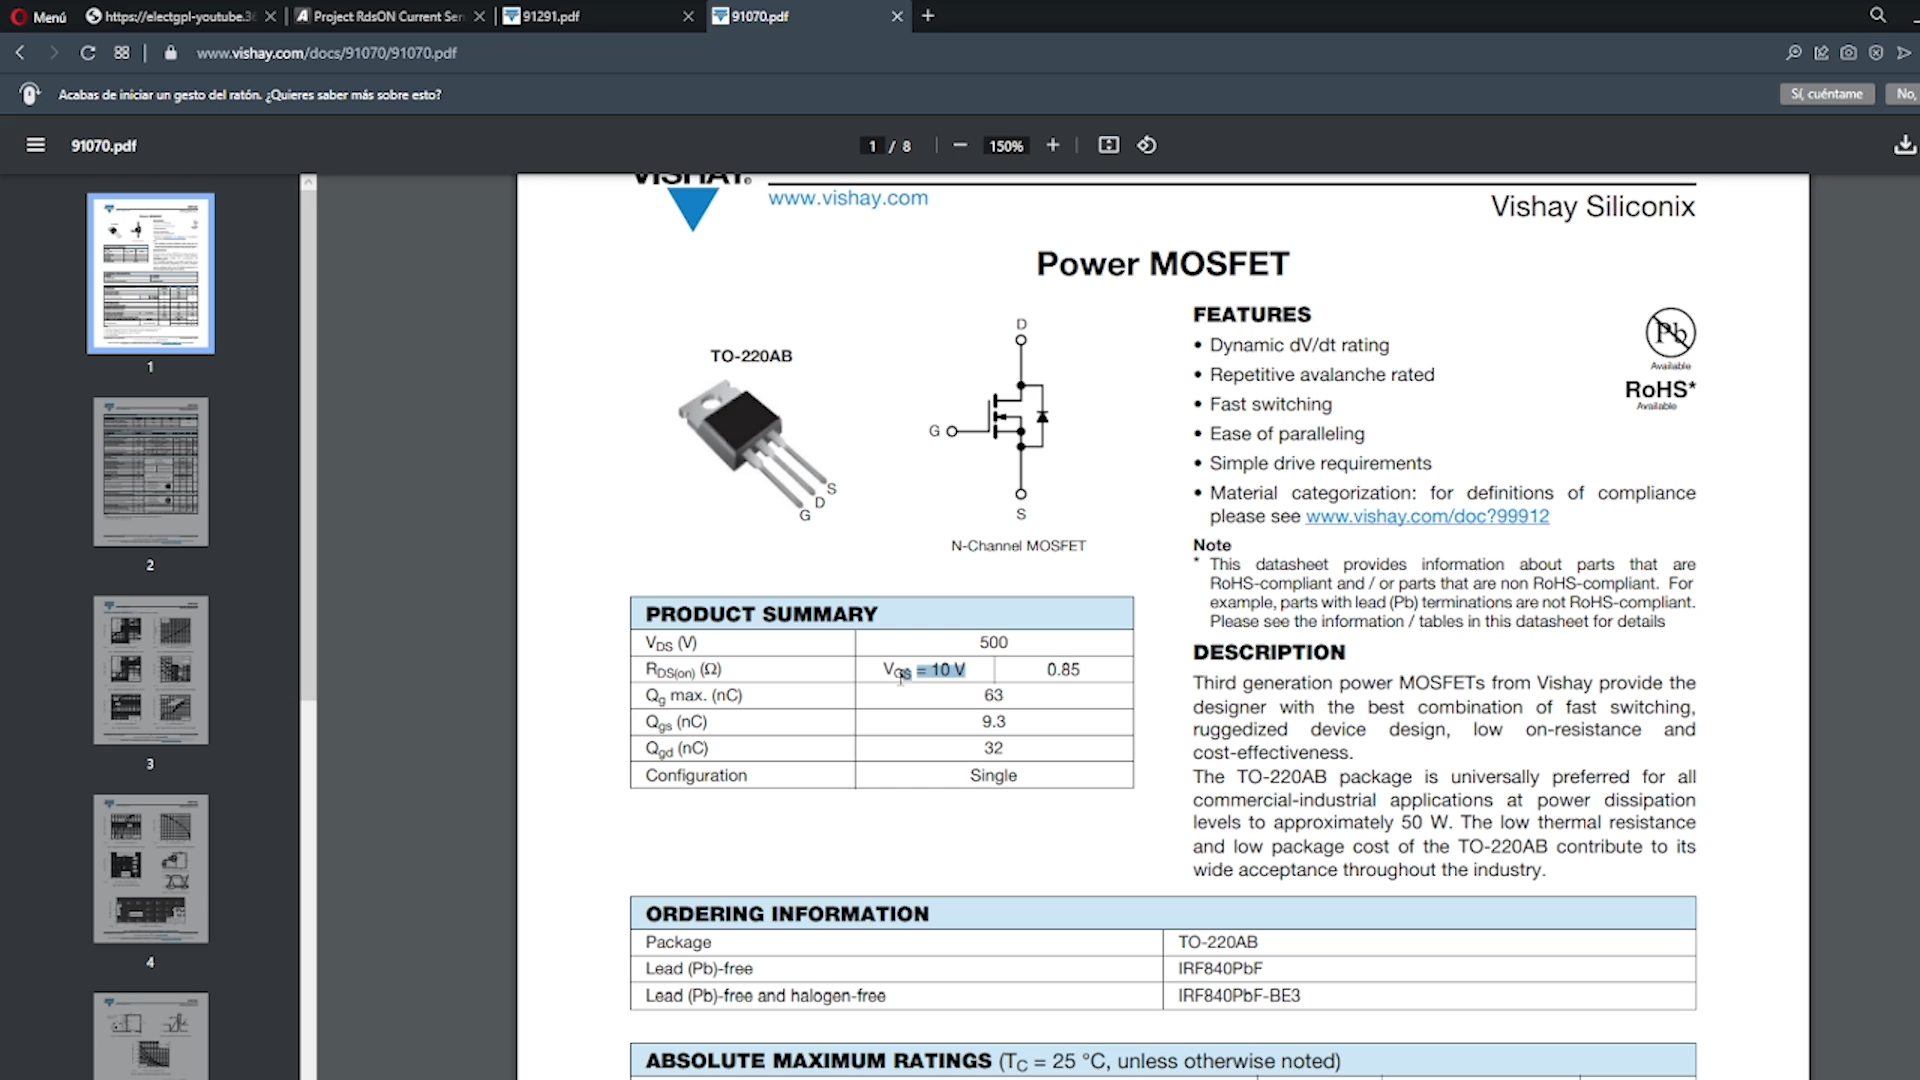 Menú
https://electgpl-youtube.3
Project RdsON Current Sen
91291.pdf
91070.pdf
www.vishay.com/docs/91070/91070.pdf
Acabas de iniciar un gesto del ratón. ¿Quieres saber más sobre esto?
Sí, cuéntame
No,
91070.pdf
1 / 8
150%
1
2
3
4
VISHAY®
www.vishay.com
Vishay Siliconix
Power MOSFET
TO-220AB
S
D
G
D
G
S
N-Channel MOSFET
PRODUCT SUMMARY
VDS (V) 500
RDS(on) (Ω) VGS = 10 V 0.85
Qg max. (nC) 63
Qgs (nC) 9.3
Qgd (nC) 32
Configuration Single
FEATURES
• Dynamic dV/dt rating
• Repetitive avalanche rated
• Fast switching
• Ease of paralleling
• Simple drive requirements
• Material categorization: for definitions of compliance
please see www.vishay.com/doc?99912
Pb
Available
RoHS*
Available
Note
* This datasheet provides information about parts that are
RoHS-compliant and / or parts that are non RoHS-compliant. For
example, parts with lead (Pb) terminations are not RoHS-compliant.
Please see the information / tables in this datasheet for details
DESCRIPTION
Third generation power MOSFETs from Vishay provide the
designer with the best combination of fast switching,
ruggedized device design, low on-resistance and
cost-effectiveness.
The TO-220AB package is universally preferred for all
commercial-industrial applications at power dissipation
levels to approximately 50 W. The low thermal resistance
and low package cost of the TO-220AB contribute to its
wide acceptance throughout the industry.
ORDERING INFORMATION
Package TO-220AB
Lead (Pb)-free IRF840PbF
Lead (Pb)-free and halogen-free IRF840PbF-BE3
ABSOLUTE MAXIMUM RATINGS (TC = 25 °C, unless otherwise noted)